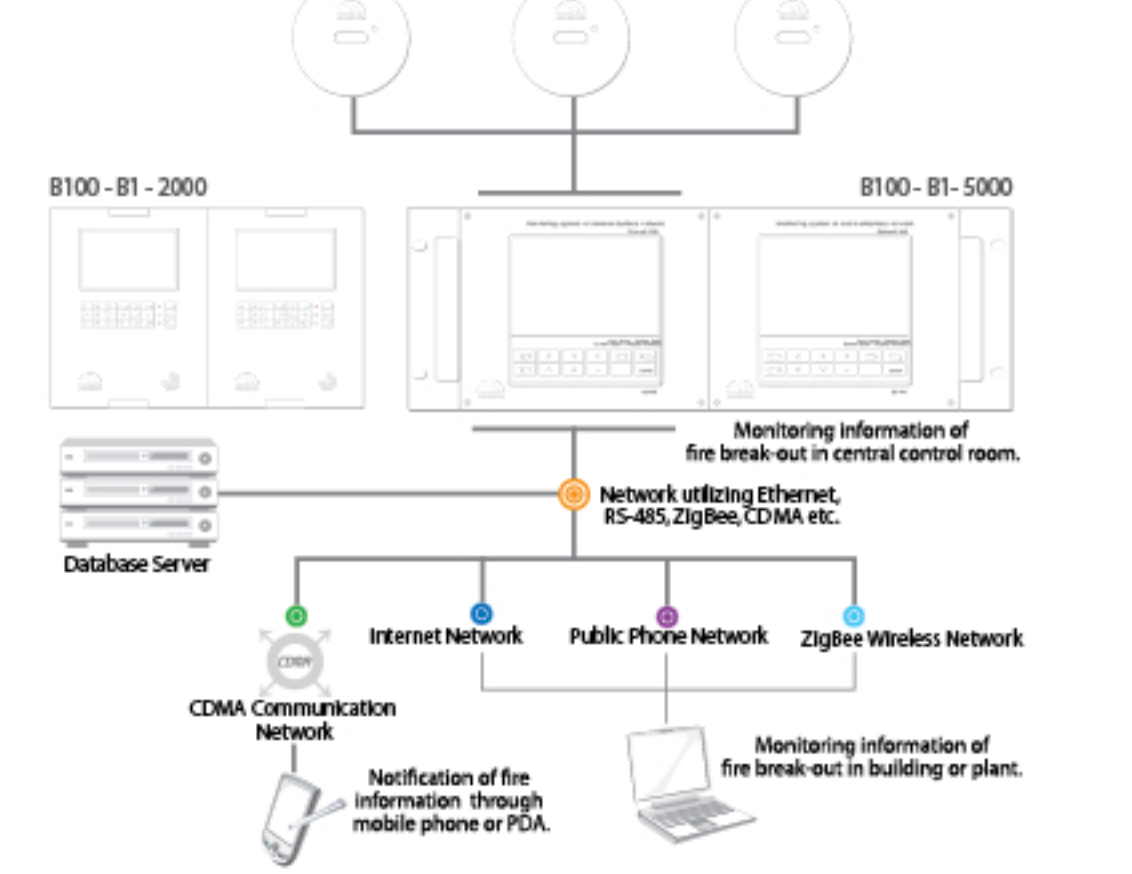 B100 - B1 - 2000
B100 - B1- 5000
Monitoring information of
fire break-out in central control room.
Network utilizing Ethernet,
RS-485, ZigBee, CDMA etc.
Database Server
Internet Network
Public Phone Network
ZigBee Wireless Network
CDMA
CDMA Communication
Network
Monitoring information of
fire break-out in building or plant.
Notification of fire
information through
mobile phone or PDA.